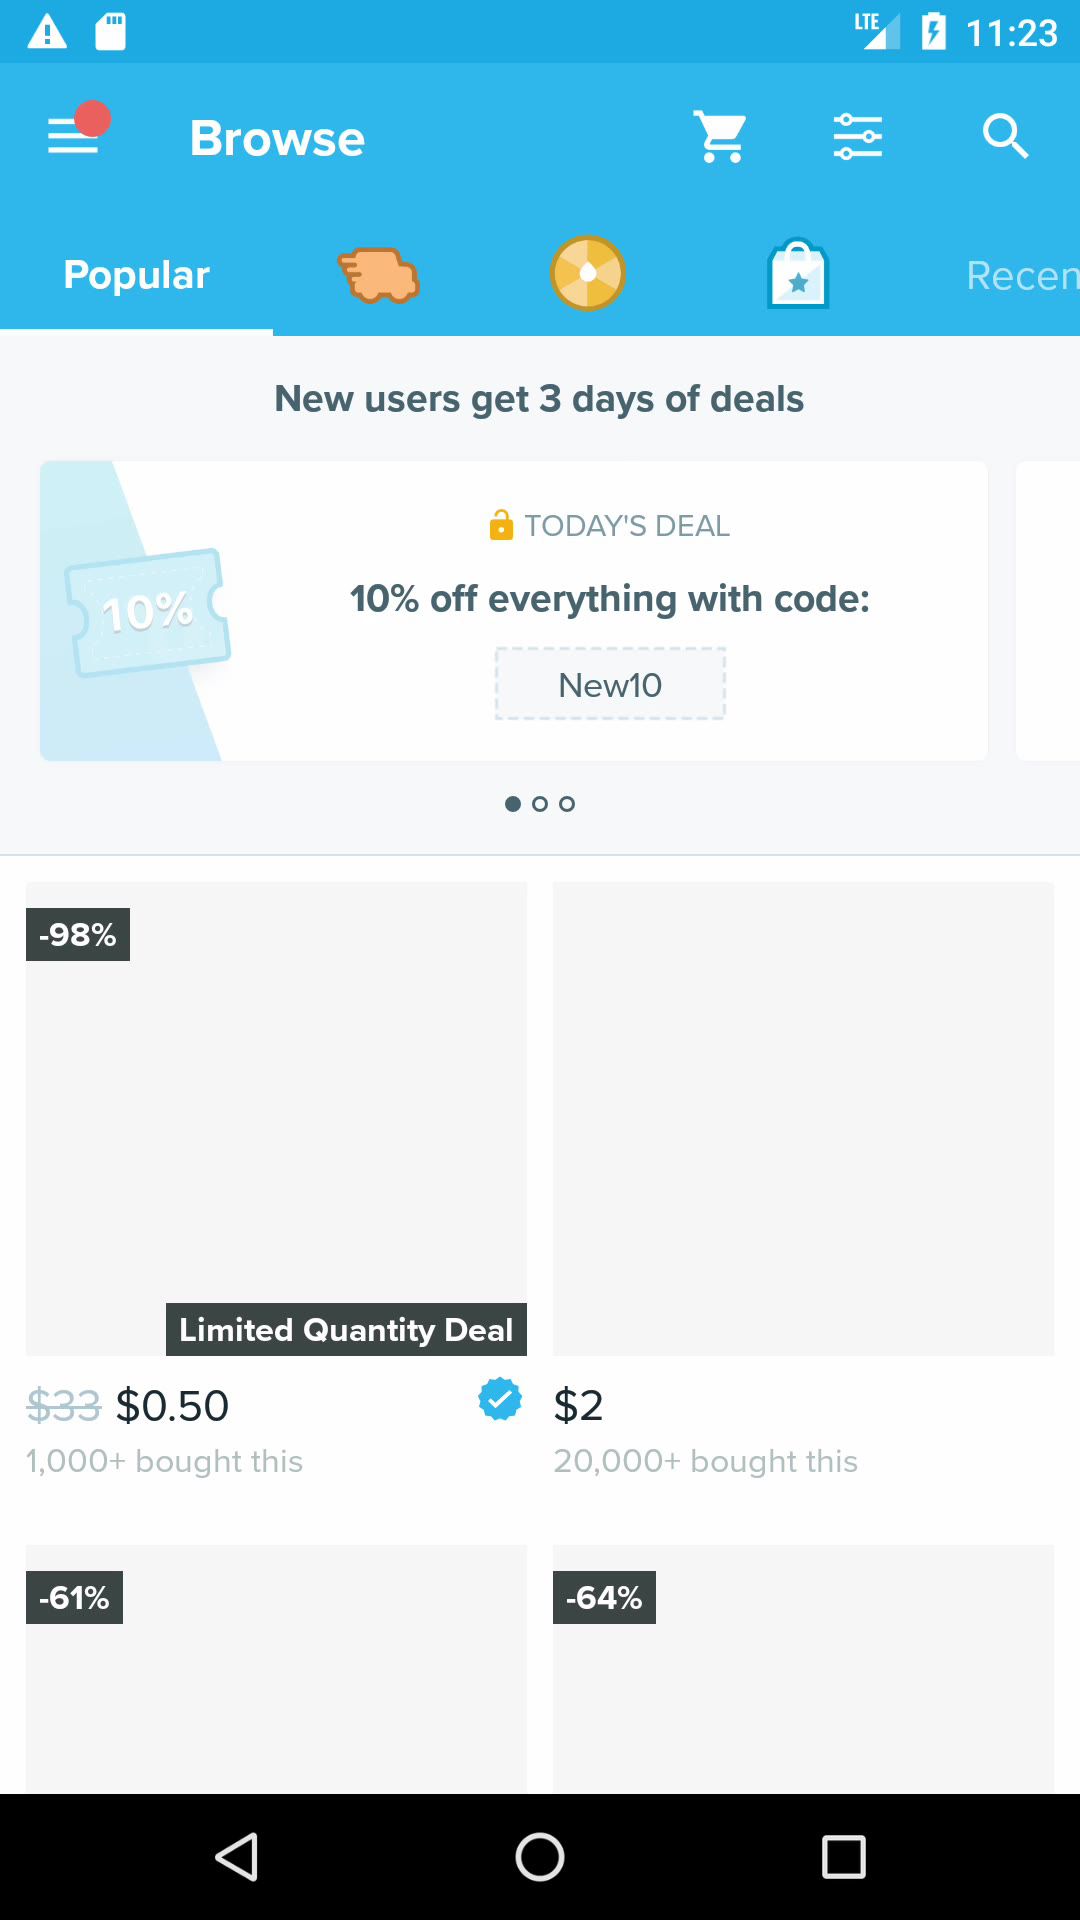 LTE 11:23
Browse
Popular
Recen
New users get 3 days of deals
TODAY'S DEAL
10%
10% off everything with code:
New10
-98%
Limited Quantity Deal
$33 $0.50
$2
1,000+ bought this
20,000+ bought this
-61%
-64%